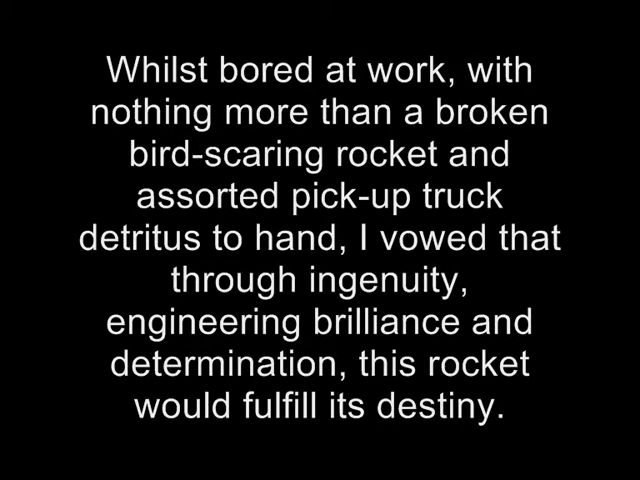 Whilst bored at work, with
nothing more than a broken
bird-scaring rocket and
assorted pick-up truck
detritus to hand, I vowed that
through ingenuity,
engineering brilliance and
determination, this rocket
would fulfill its destiny.